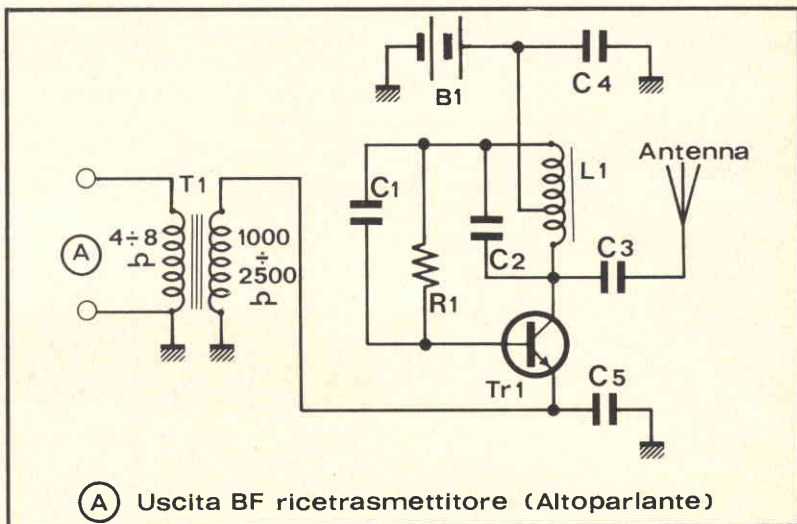 B1
C4
T1
C1
L1
Antenna
A
4÷8
Ω
1000
÷
2500
Ω
R1
C2
C3
Tr1
C5
A Uscita BF ricetrasmettitore (Altoparlante)